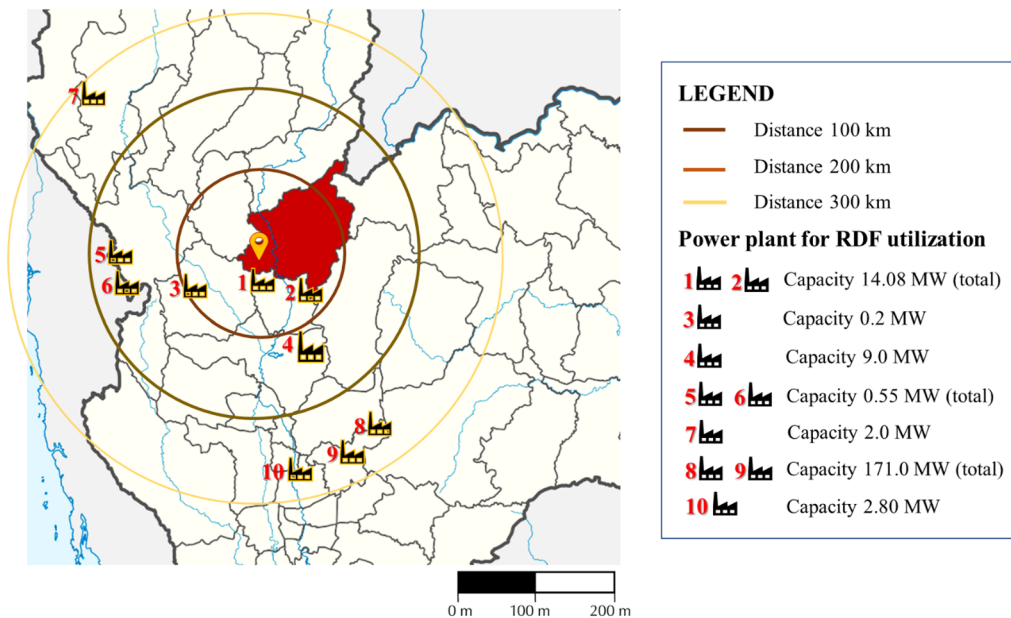 7
5
6
3
1
2
4
8
9
10
0 m 100 m 200 m
LEGEND
Distance 100 km
Distance 200 km
Distance 300 km
Power plant for RDF utilization
1 2 Capacity 14.08 MW (total)
3 Capacity 0.2 MW
4 Capacity 9.0 MW
5 6 Capacity 0.55 MW (total)
7 Capacity 2.0 MW
8 9 Capacity 171.0 MW (total)
10 Capacity 2.80 MW